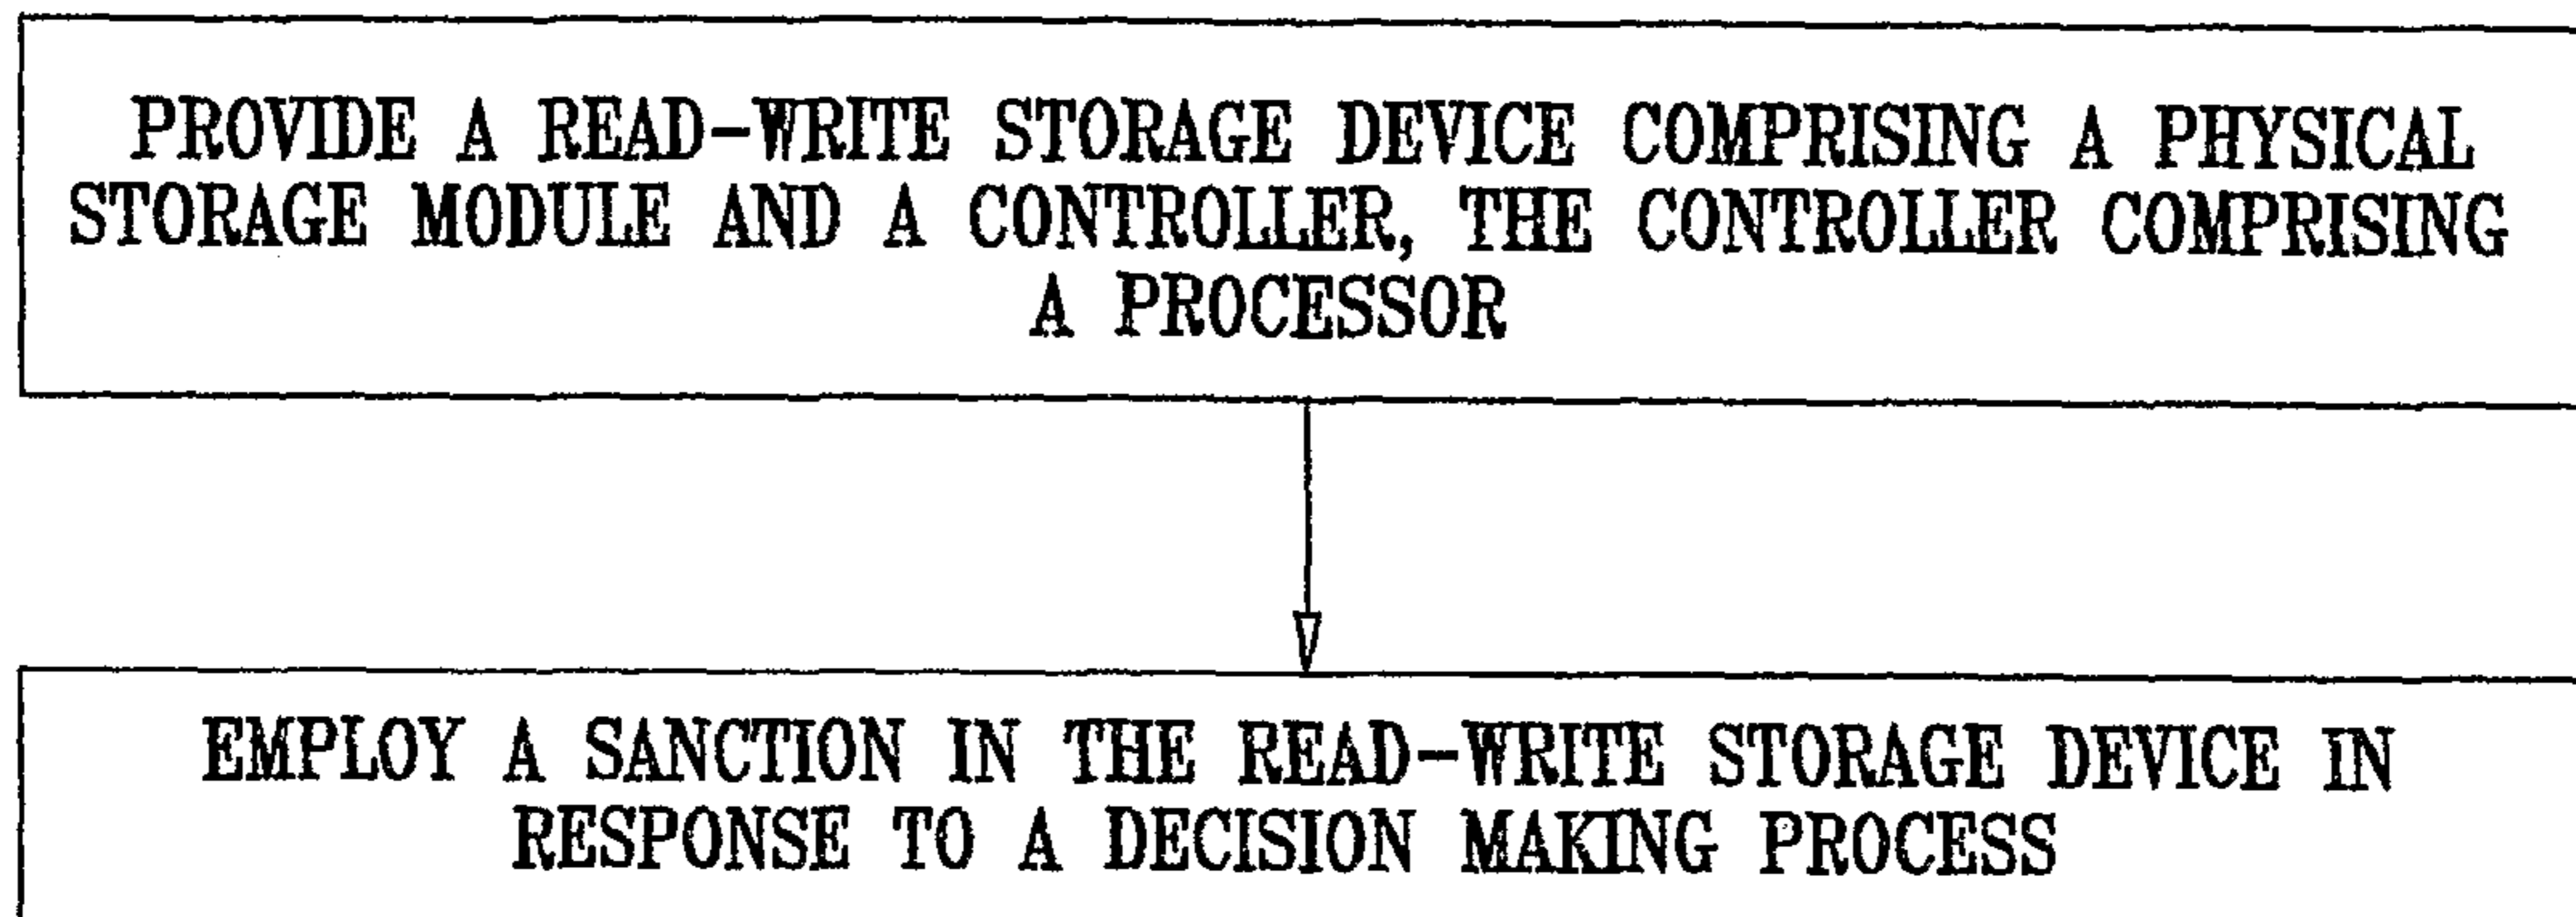 PROVIDE A READ-WRITE STORAGE DEVICE COMPRISING A PHYSICAL
STORAGE MODULE AND A CONTROLLER, THE CONTROLLER COMPRISING
A PROCESSOR
EMPLOY A SANCTION IN THE READ-WRITE STORAGE DEVICE IN
RESPONSE TO A DECISION MAKING PROCESS